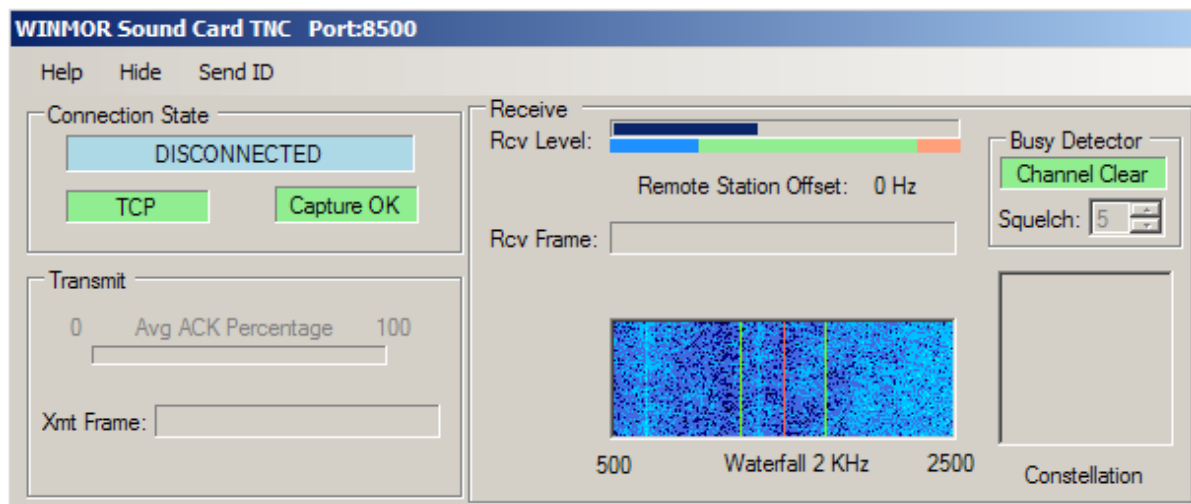 WINMOR Sound Card TNC Port:8500
Help Hide Send ID
Connection State
DISCONNECTED
TCP Capture OK
Transmit
0 Avg ACK Percentage 100
Xmt Frame:
Receive
Rcv Level:
Remote Station Offset: 0 Hz
Rcv Frame:
500 Waterfall 2 KHz 2500
Busy Detector
Channel Clear
Squelch: 5
Constellation